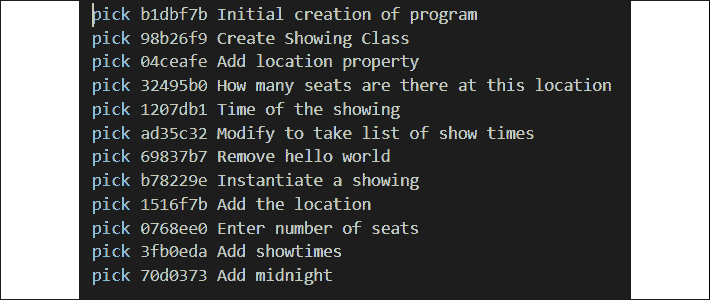 pick b1dbf7b Initial creation of program
pick 98b26f9 Create Showing Class
pick 04ceafe Add location property
pick 32495b0 How many seats are there at this location
pick 1207db1 Time of the showing
pick ad35c32 Modify to take list of show times
pick 69837b7 Remove hello world
pick b78229e Instantiate a showing
pick 1516f7b Add the location
pick 0768ee0 Enter number of seats
pick 3fb0eda Add showtimes
pick 70d0373 Add midnight